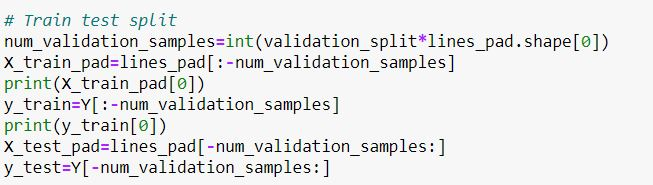 # Train test split
num_validation_samples=int(validation_split*lines_pad.shape[0])
X_train_pad=lines_pad[:-num_validation_samples]
print(X_train_pad[0])
y_train=Y[:-num_validation_samples]
print(y_train[0])
X_test_pad=lines_pad[-num_validation_samples:]
y_test=Y[-num_validation_samples:]